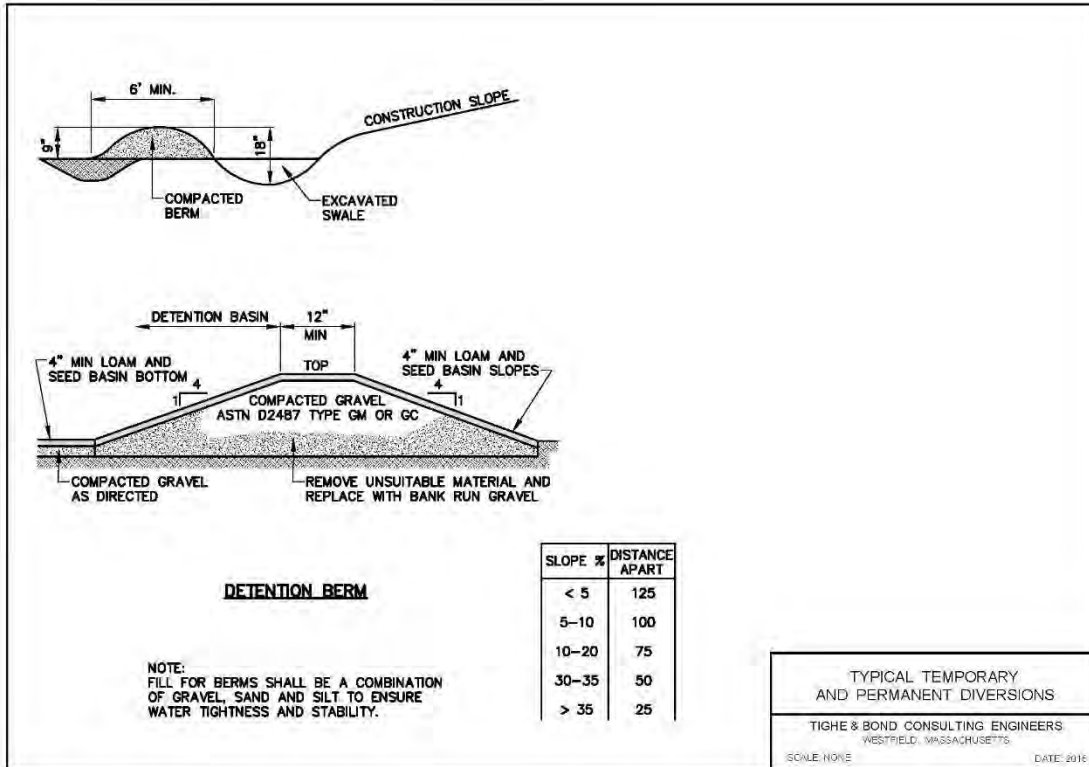 6' MIN.
9"
18"
CONSTRUCTION SLOPE
COMPACTED
BERM
EXCAVATED
SWALE
DETENTION BASIN
12"
MIN
TOP
4" MIN LOAM AND
SEED BASIN BOTTOM
4" MIN LOAM AND
SEED BASIN SLOPES
4
1
4
1
COMPACTED GRAVEL
ASTN D2487 TYPE GM OR GC
COMPACTED GRAVEL
AS DIRECTED
REMOVE UNSUITABLE MATERIAL AND
REPLACE WITH BANK RUN GRAVEL
DETENTION BERM
SLOPE % DISTANCE APART
< 5 125
5-10 100
10-20 75
30-35 50
> 35 25
NOTE:
FILL FOR BERMS SHALL BE A COMBINATION
OF GRAVEL, SAND AND SILT TO ENSURE
WATER TIGHTNESS AND STABILITY.
TYPICAL TEMPORARY
AND PERMANENT DIVERSIONS
TIGHE & BOND CONSULTING ENGINEERS
WESTFIELD, MASSACHUSETTS
SCALE: NONE DATE: